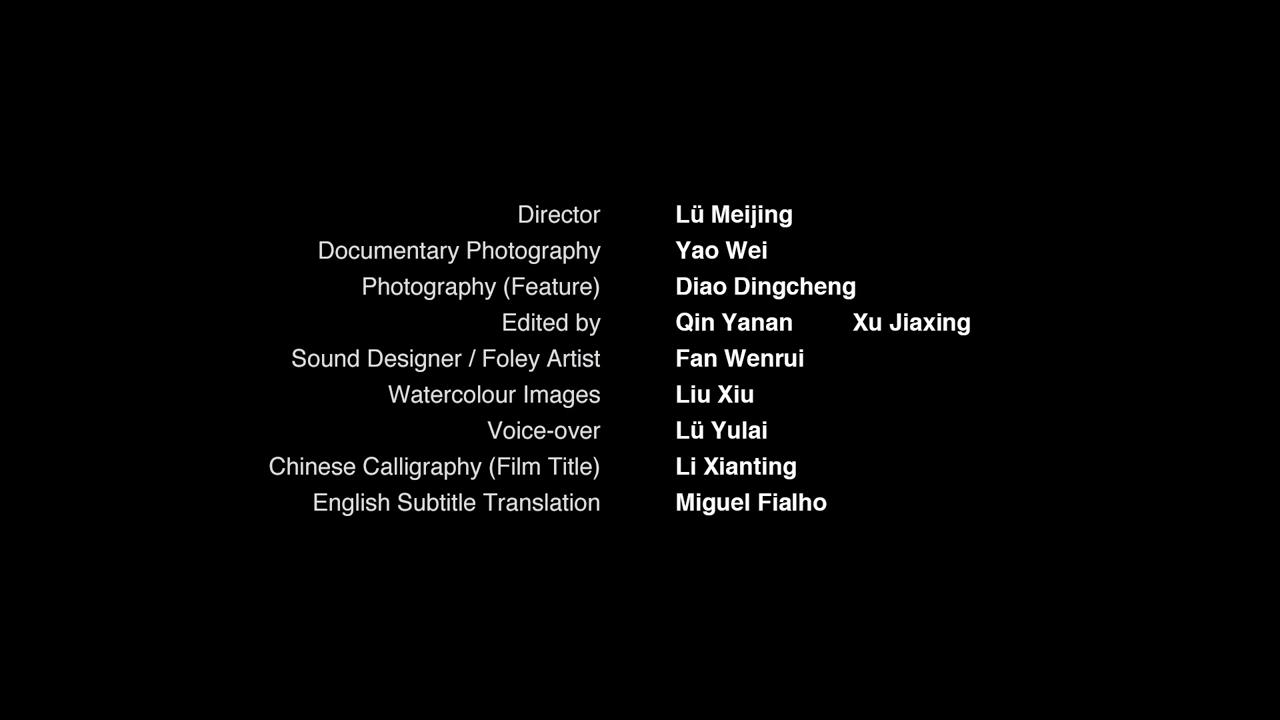 Director Lü Meijing
Documentary Photography Yao Wei
Photography (Feature) Diao Dingcheng
Edited by Qin Yanan Xu Jiaxing
Sound Designer / Foley Artist Fan Wenrui
Watercolour Images Liu Xiu
Voice-over Lü Yulai
Chinese Calligraphy (Film Title) Li Xianting
English Subtitle Translation Miguel Fialho